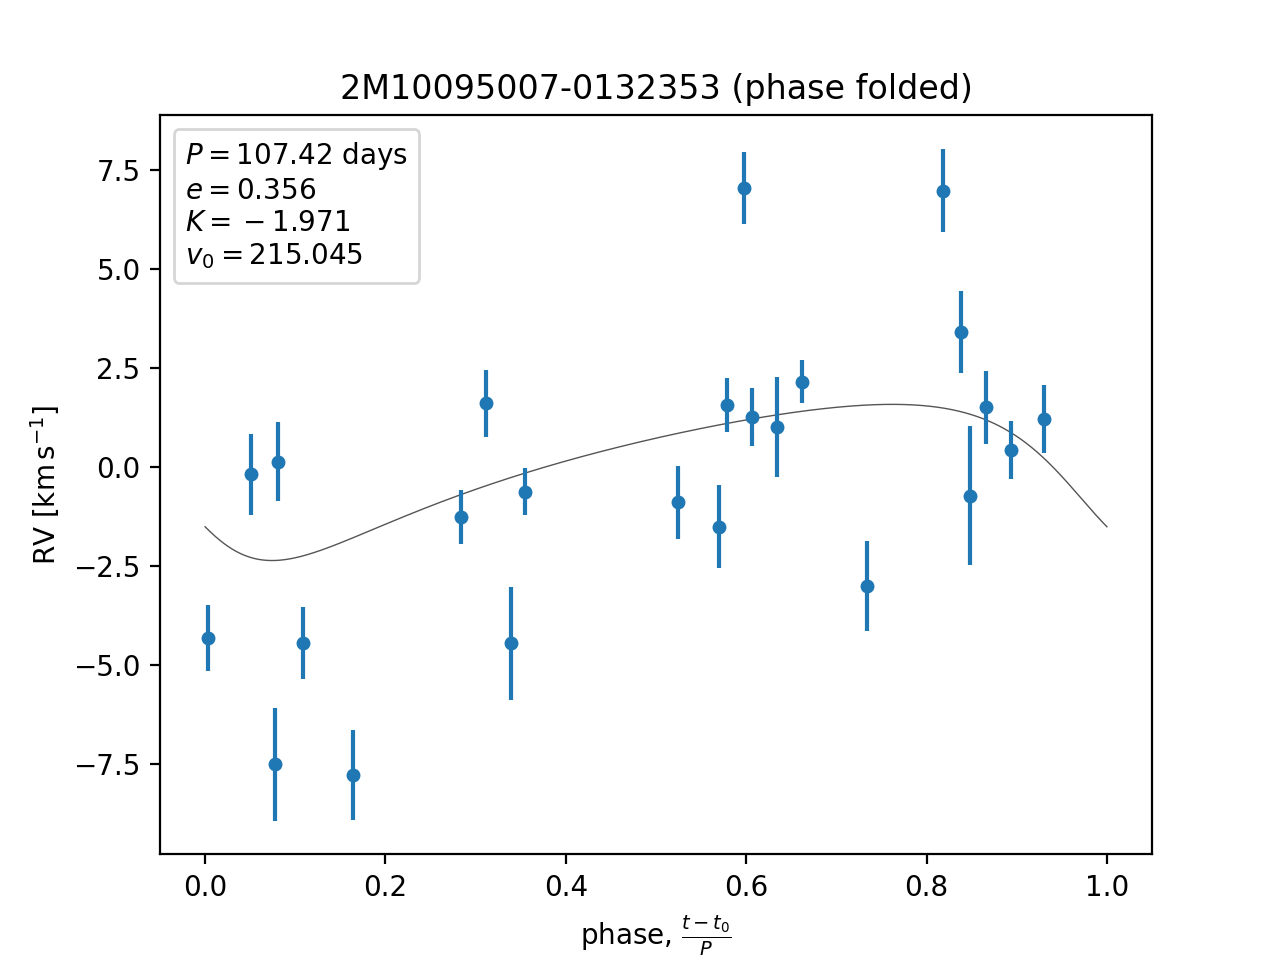 2M10095007-0132353 (phase folded)
P = 107.42 days
e = 0.356
K = −1.971
v₀ = 215.045
7.5
5.0
2.5
0.0
−2.5
−5.0
−7.5
RV [km s⁻¹]
0.0 0.2 0.4 0.6 0.8 1.0
phase, (t − t₀)/P